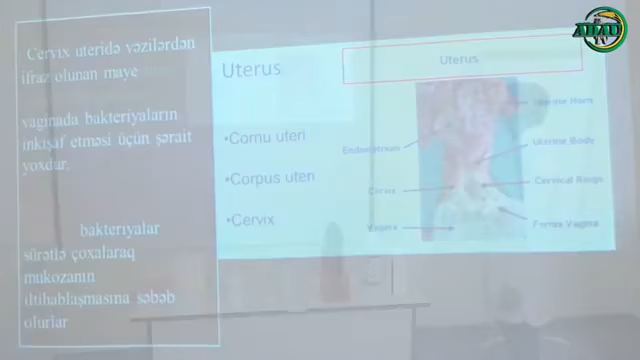 Cervix uteridə vəzilərdən
ifraz olunan maye
vaginada bakteriyaların
inkişaf etməsi üçün şərait
yoxdur.
bakteriyalar
sürətlə çoxalaraq
mukozanın
iltihablaşmasına səbəb
olurlar
Uterus
•Cornu uteri
•Corpus uteri
•Cervix
Uterus
Uterine Horn
Endometrium
Uterine Body
Cervix
Cervical Rings
Vagina
Fornix Vagina
ADAU
TV